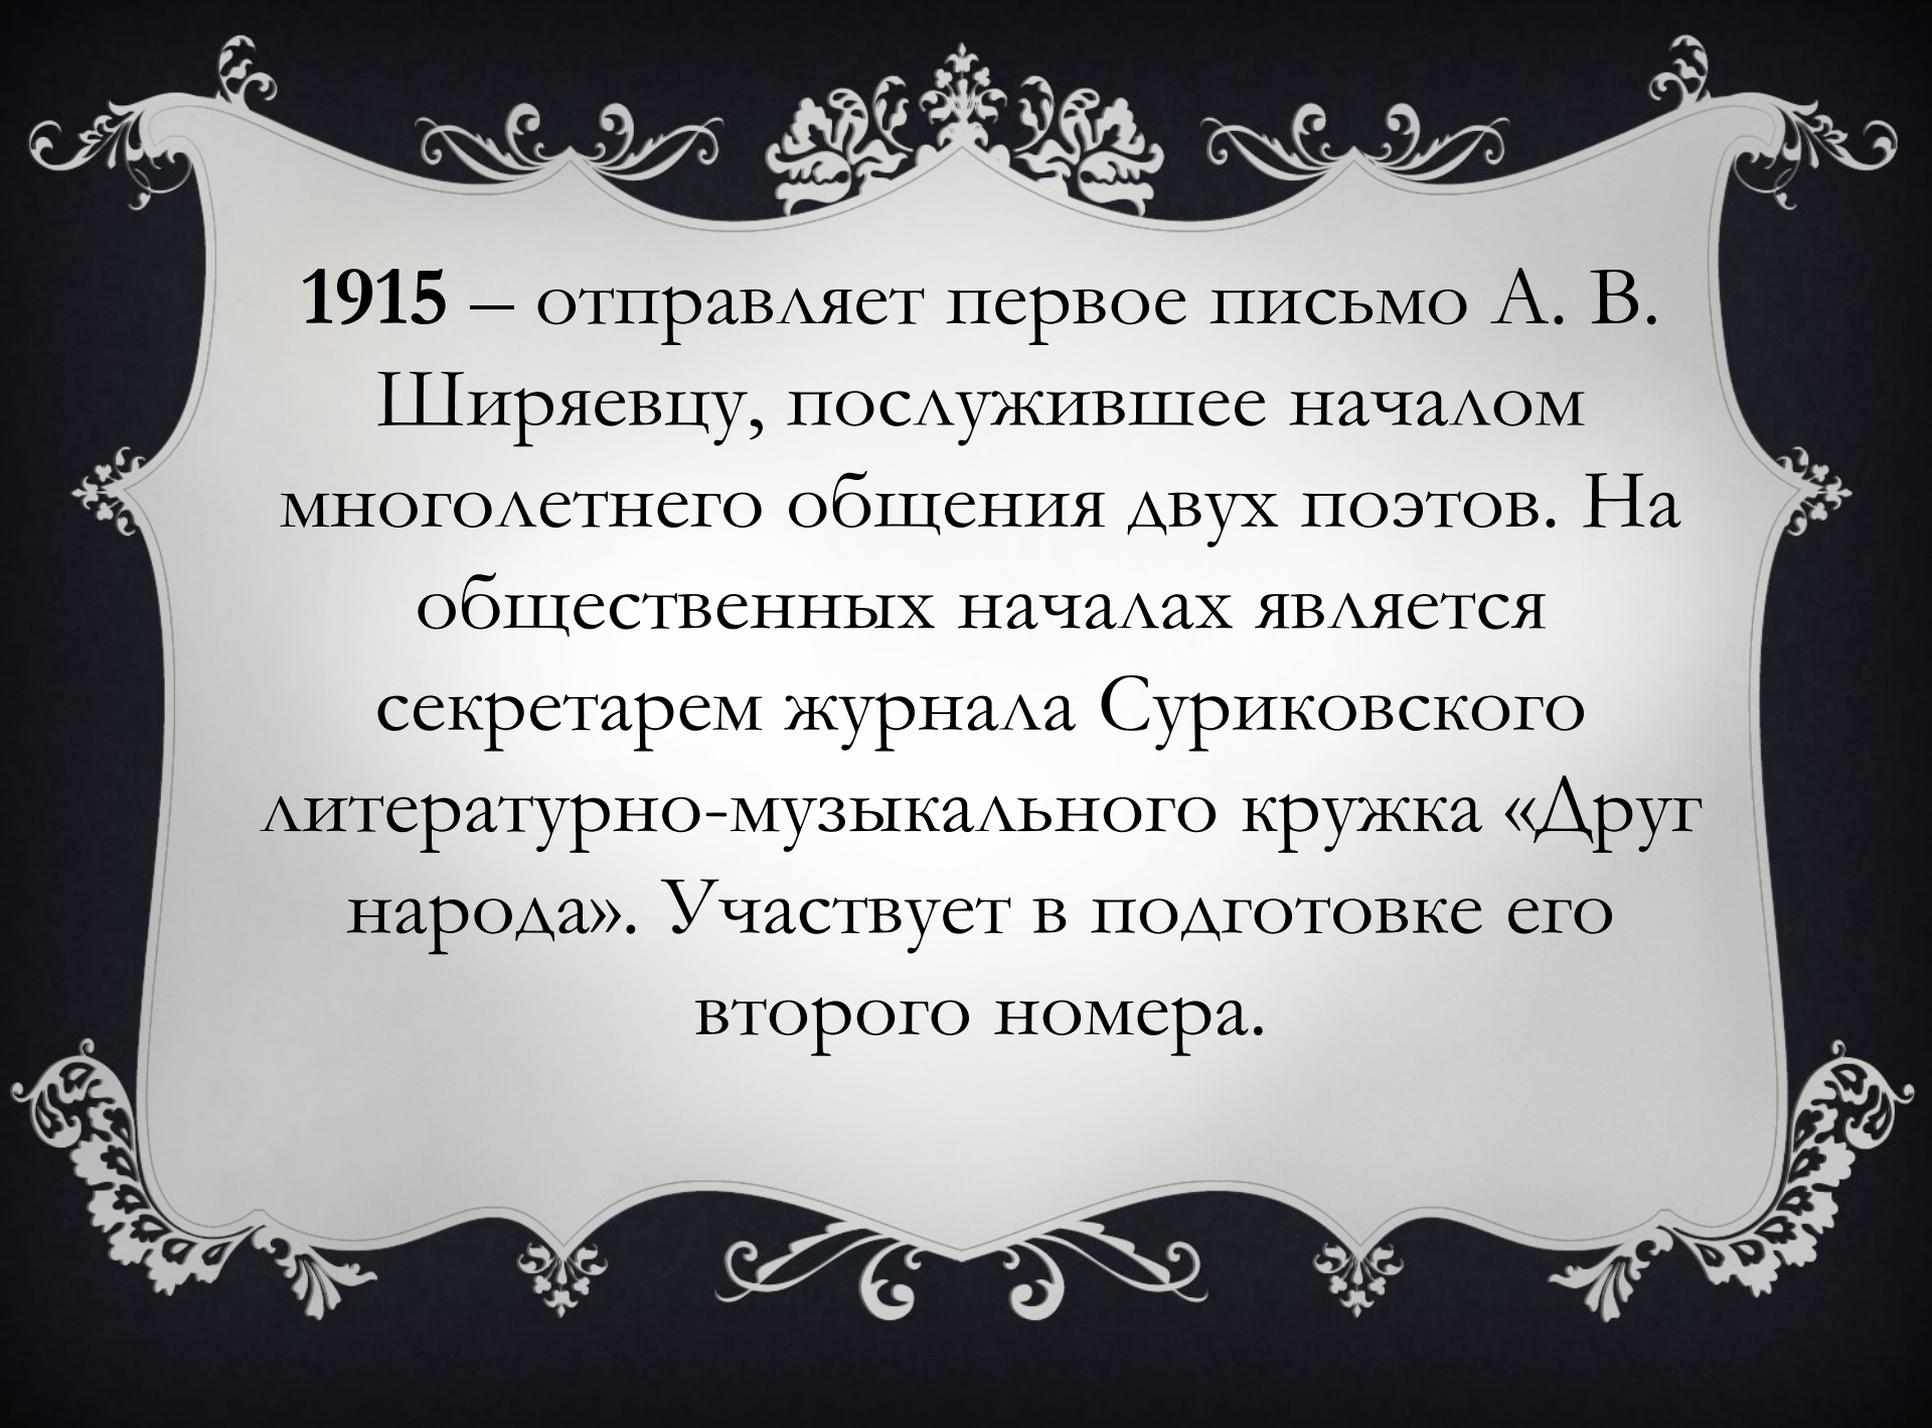 1915 – отправляет первое письмо А. В.
Ширяевцу, послужившее началом
многолетнего общения двух поэтов. На
общественных началах является
секретарем журнала Суриковского
литературно-музыкального кружка «Друг
народа». Участвует в подготовке его
второго номера.